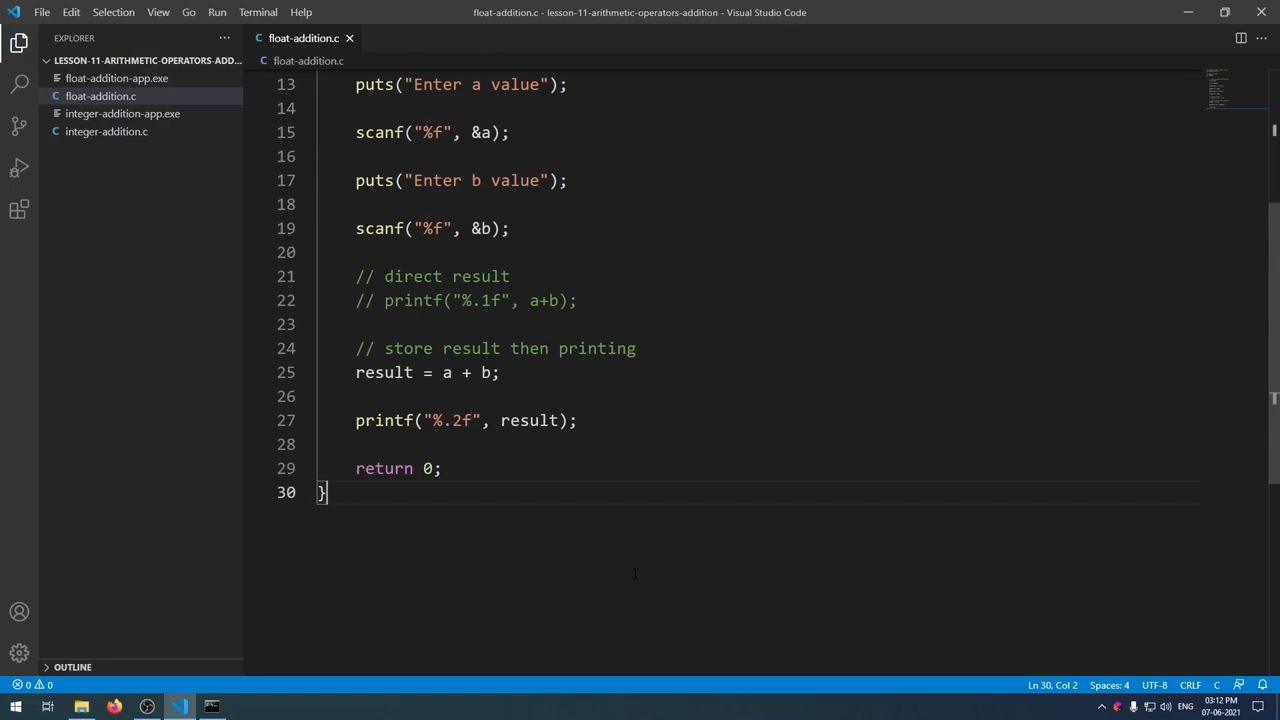 File Edit Selection View Go Run Terminal Help
float-addition.c - lesson-11-arithmetic-operators-addition - Visual Studio Code
EXPLORER
LESSON-11-ARITHMETIC-OPERATORS-ADD...
float-addition-app.exe
float-addition.c
integer-addition-app.exe
integer-addition.c
OUTLINE
C float-addition.c
C float-addition.c
13 puts("Enter a value");
14
15 scanf("%f", &a);
16
17 puts("Enter b value");
18
19 scanf("%f", &b);
20
21 // direct result
22 // printf("%.1f", a+b);
23
24 // store result then printing
25 result = a + b;
26
27 printf("%.2f", result);
28
29 return 0;
30 }
0 0
Ln 30, Col 2 Spaces: 4 UTF-8 CRLF C
ENG
03:12 PM
07-06-2021